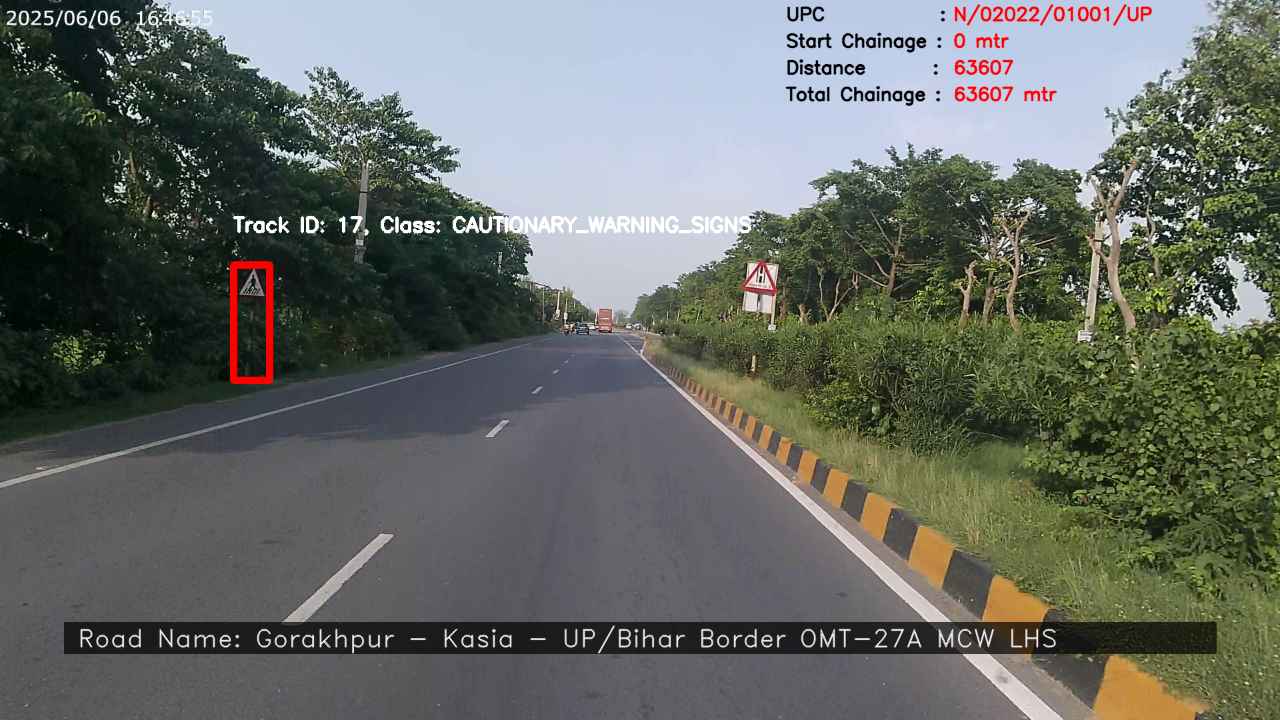 2025/06/06 16:46:55
UPC : N/02022/01001/UP
Start Chainage : 0 mtr
Distance : 63607
Total Chainage : 63607 mtr
Track ID: 17, Class: CAUTIONARY_WARNING_SIGNS
Road Name: Gorakhpur - Kasia - UP/Bihar Border OMT-27A MCW LHS